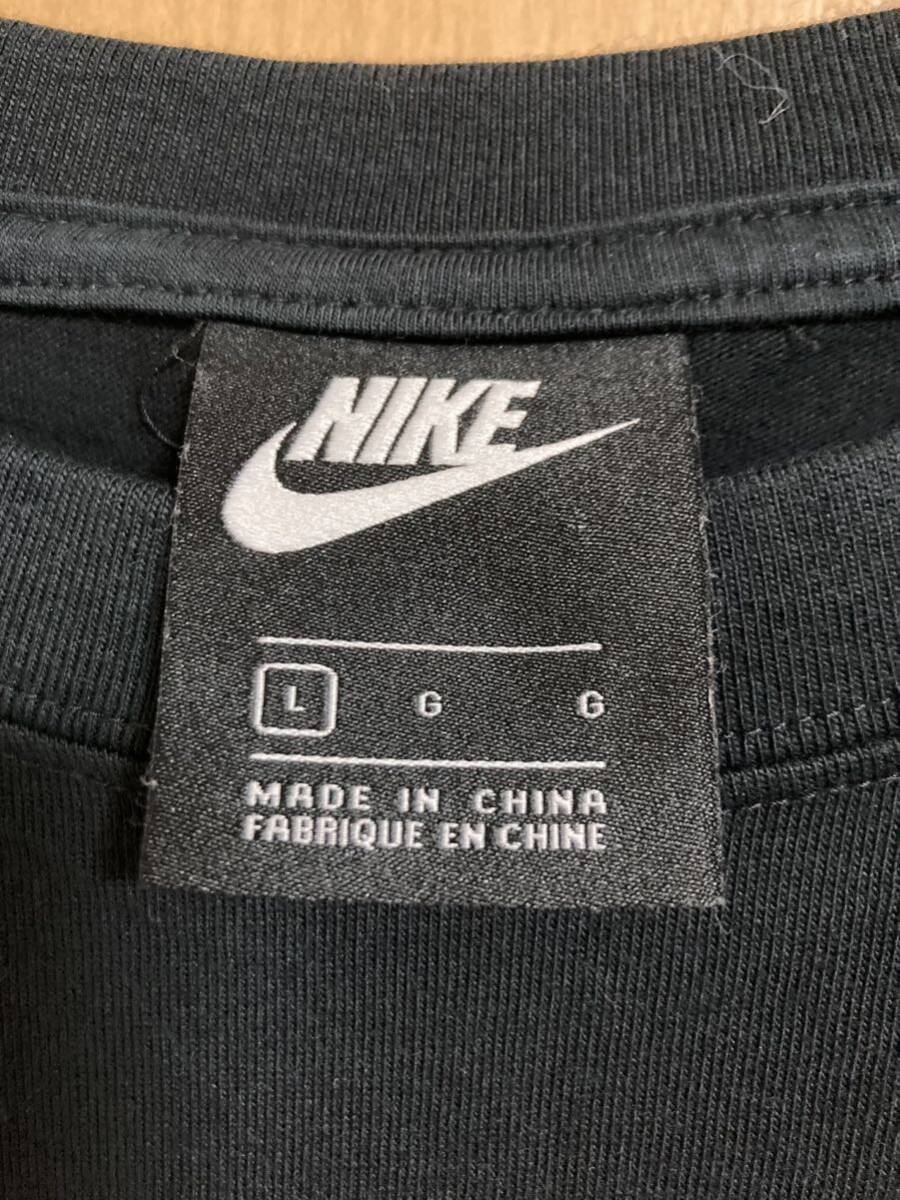 NIKE
L G G
MADE IN CHINA
FABRIQUE EN CHINE